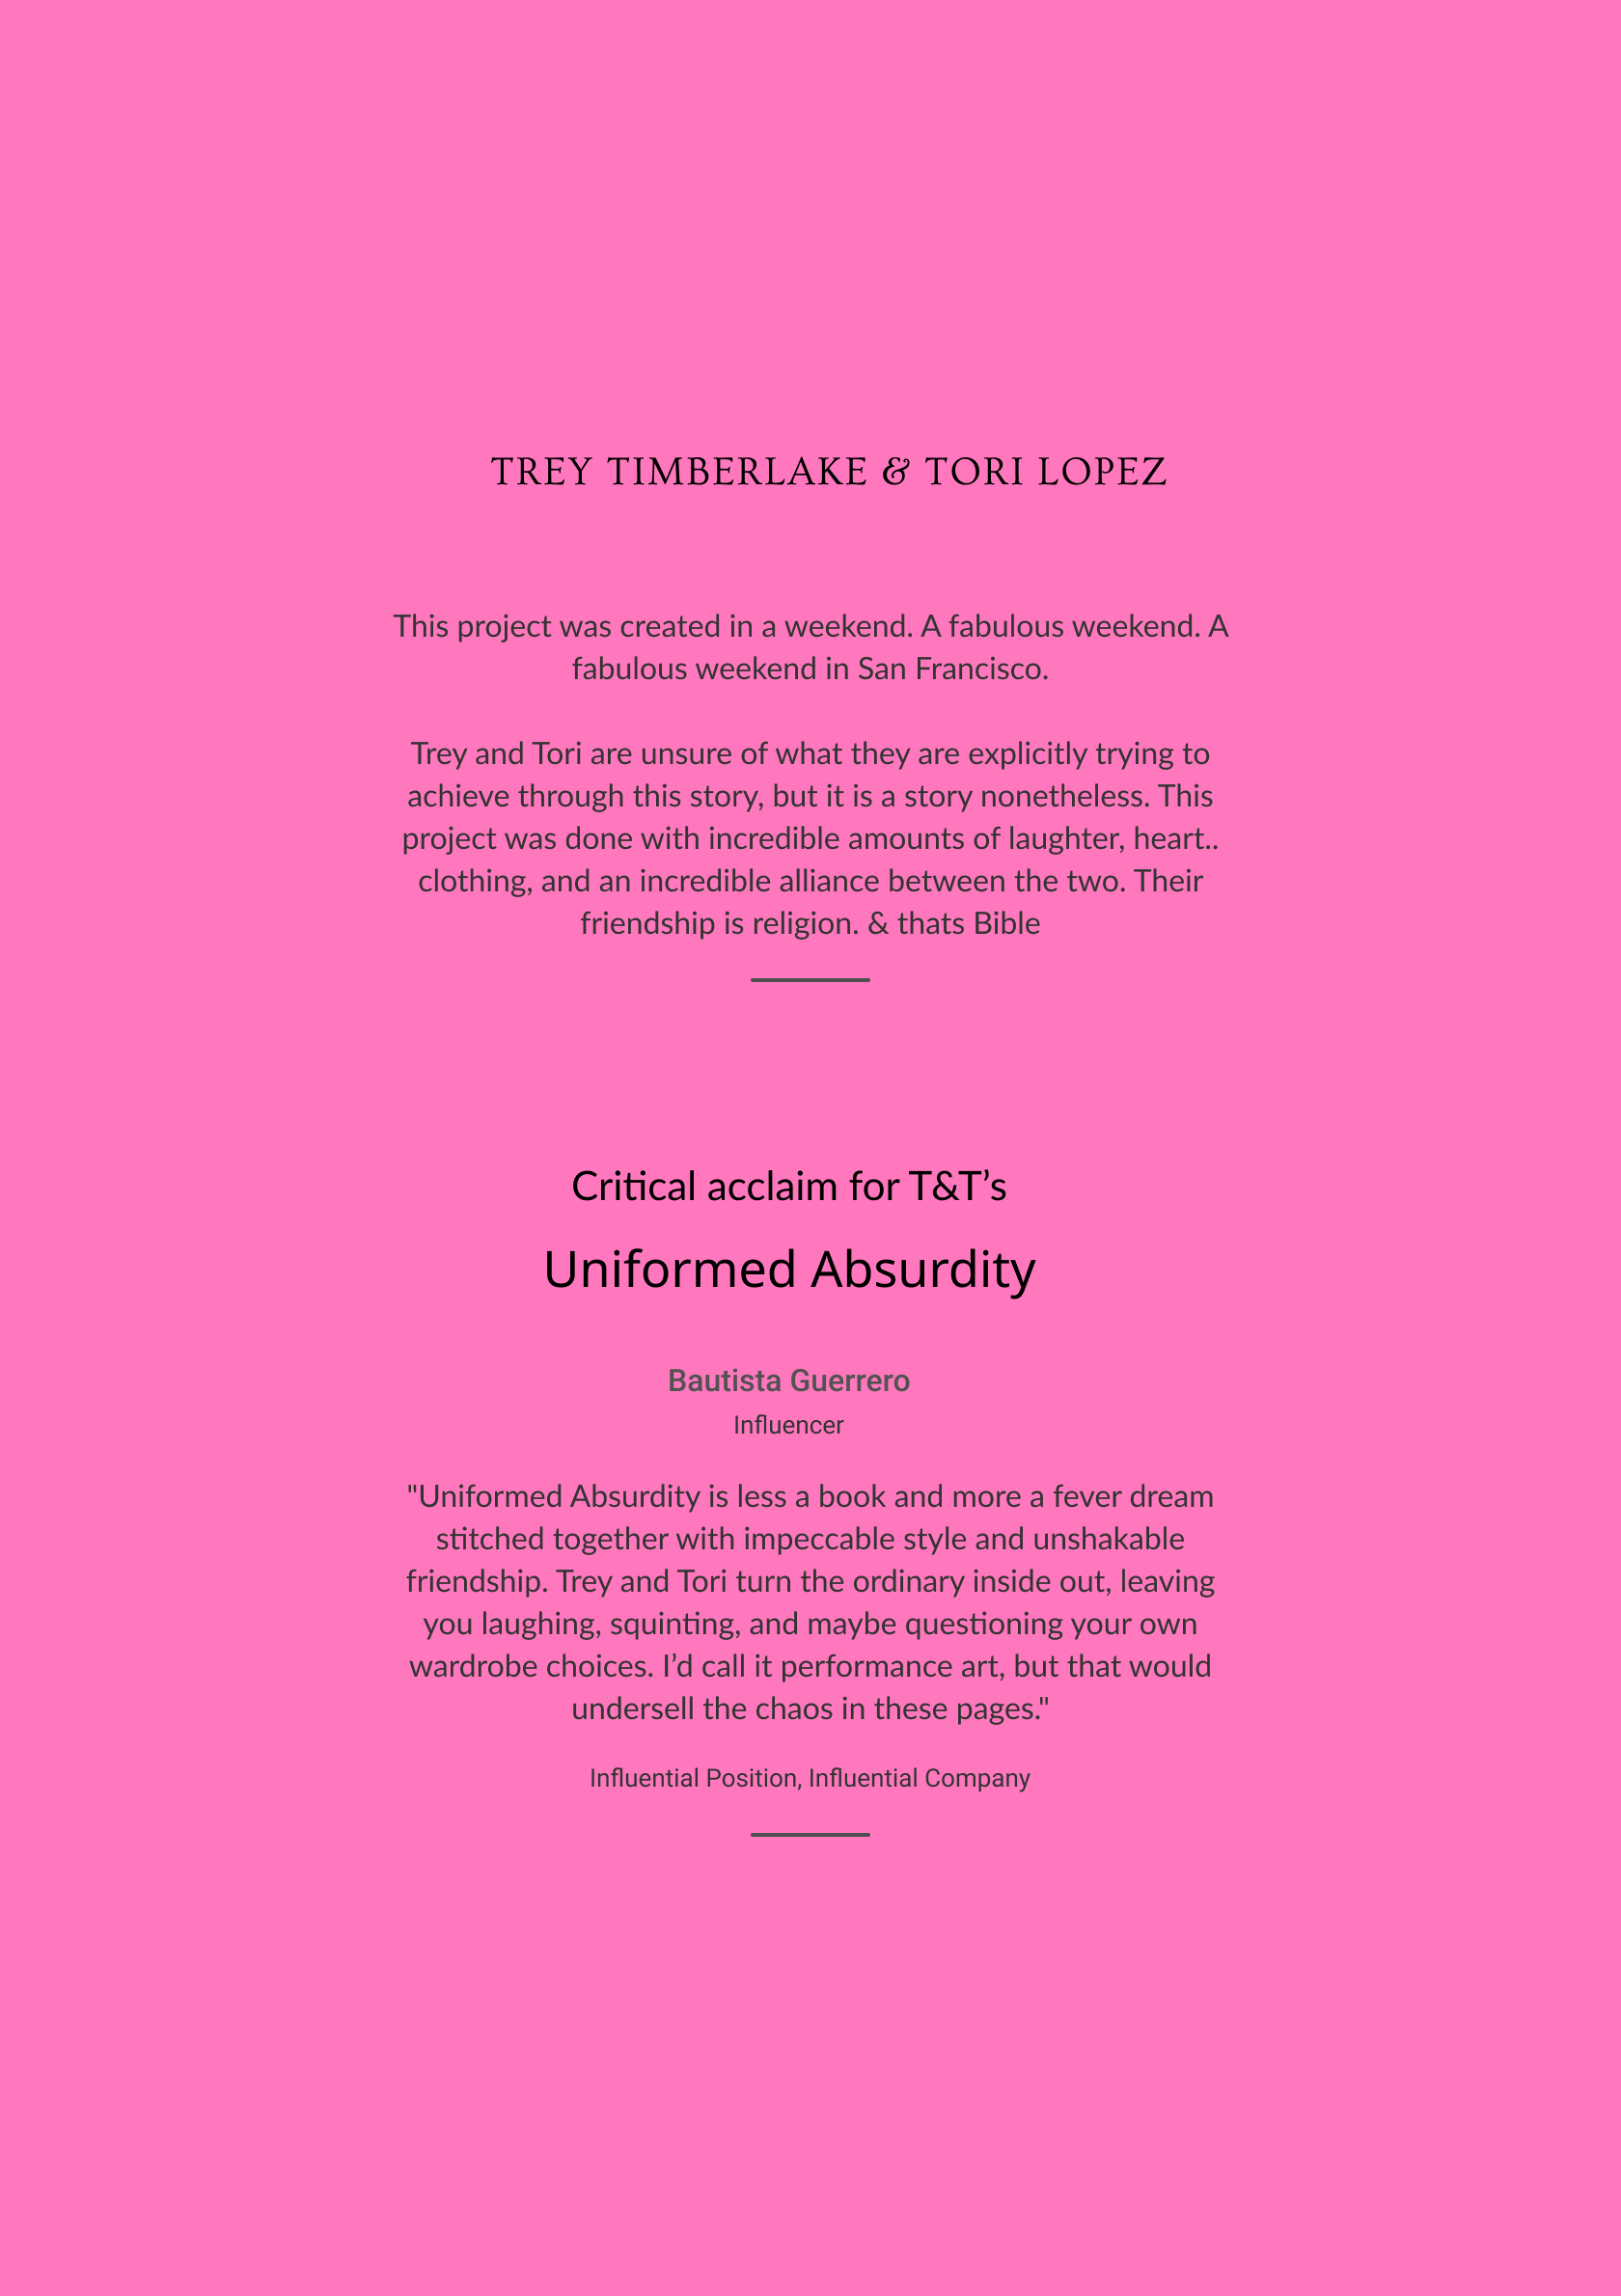 TREY TIMBERLAKE & TORI LOPEZ
This project was created in a weekend. A fabulous weekend. A
fabulous weekend in San Francisco.
Trey and Tori are unsure of what they are explicitly trying to
achieve through this story, but it is a story nonetheless. This
project was done with incredible amounts of laughter, heart..
clothing, and an incredible alliance between the two. Their
friendship is religion. & thats Bible
Critical acclaim for T&T’s
Uniformed Absurdity
Bautista Guerrero
Influencer
"Uniformed Absurdity is less a book and more a fever dream
stitched together with impeccable style and unshakable
friendship. Trey and Tori turn the ordinary inside out, leaving
you laughing, squinting, and maybe questioning your own
wardrobe choices. I’d call it performance art, but that would
undersell the chaos in these pages."
Influential Position, Influential Company